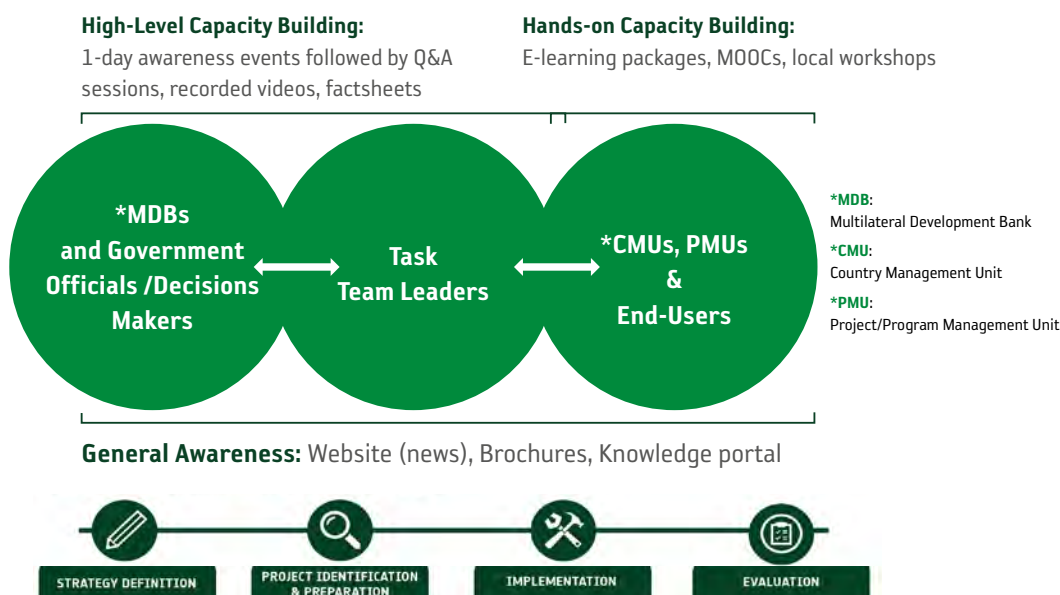 High-Level Capacity Building:
1-day awareness events followed by Q&A
sessions, recorded videos, factsheets
Hands-on Capacity Building:
E-learning packages, MOOCs, local workshops
*MDBs
and Government
Officials /Decisions
Makers
Task
Team Leaders
*CMUs, PMUs
&
End-Users
*MDB:
Multilateral Development Bank
*CMU:
Country Management Unit
*PMU:
Project/Program Management Unit
General Awareness: Website (news), Brochures, Knowledge portal
STRATEGY DEFINITION
PROJECT IDENTIFICATION
& PREPARATION
IMPLEMENTATION
EVALUATION